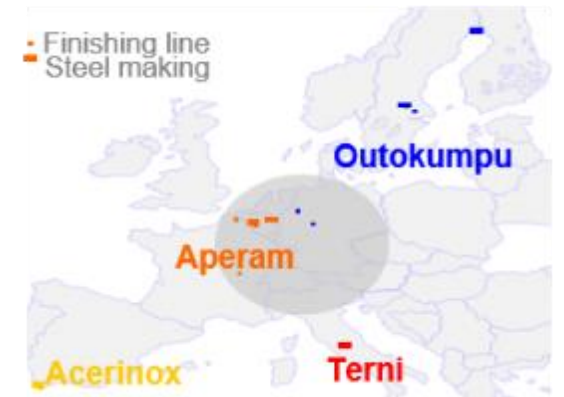 Finishing line
Steel making
Outokumpu
Aperam
Acerinox
Terni